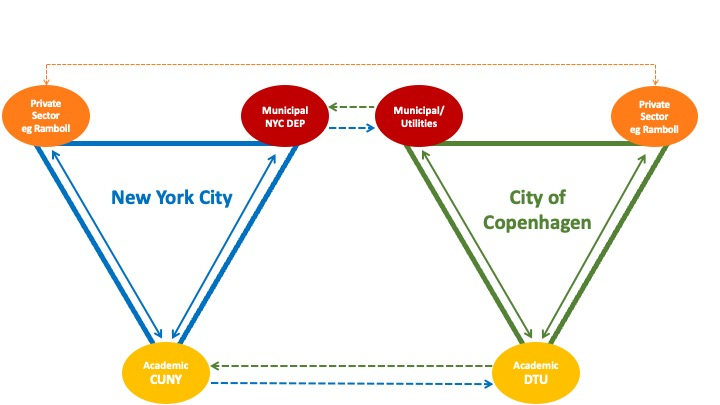 Private
Sector
eg Ramboll
Municipal
NYC DEP
Municipal/
Utilities
Private
Sector
eg Ramboll
New York City
City of
Copenhagen
Academic
CUNY
Academic
DTU